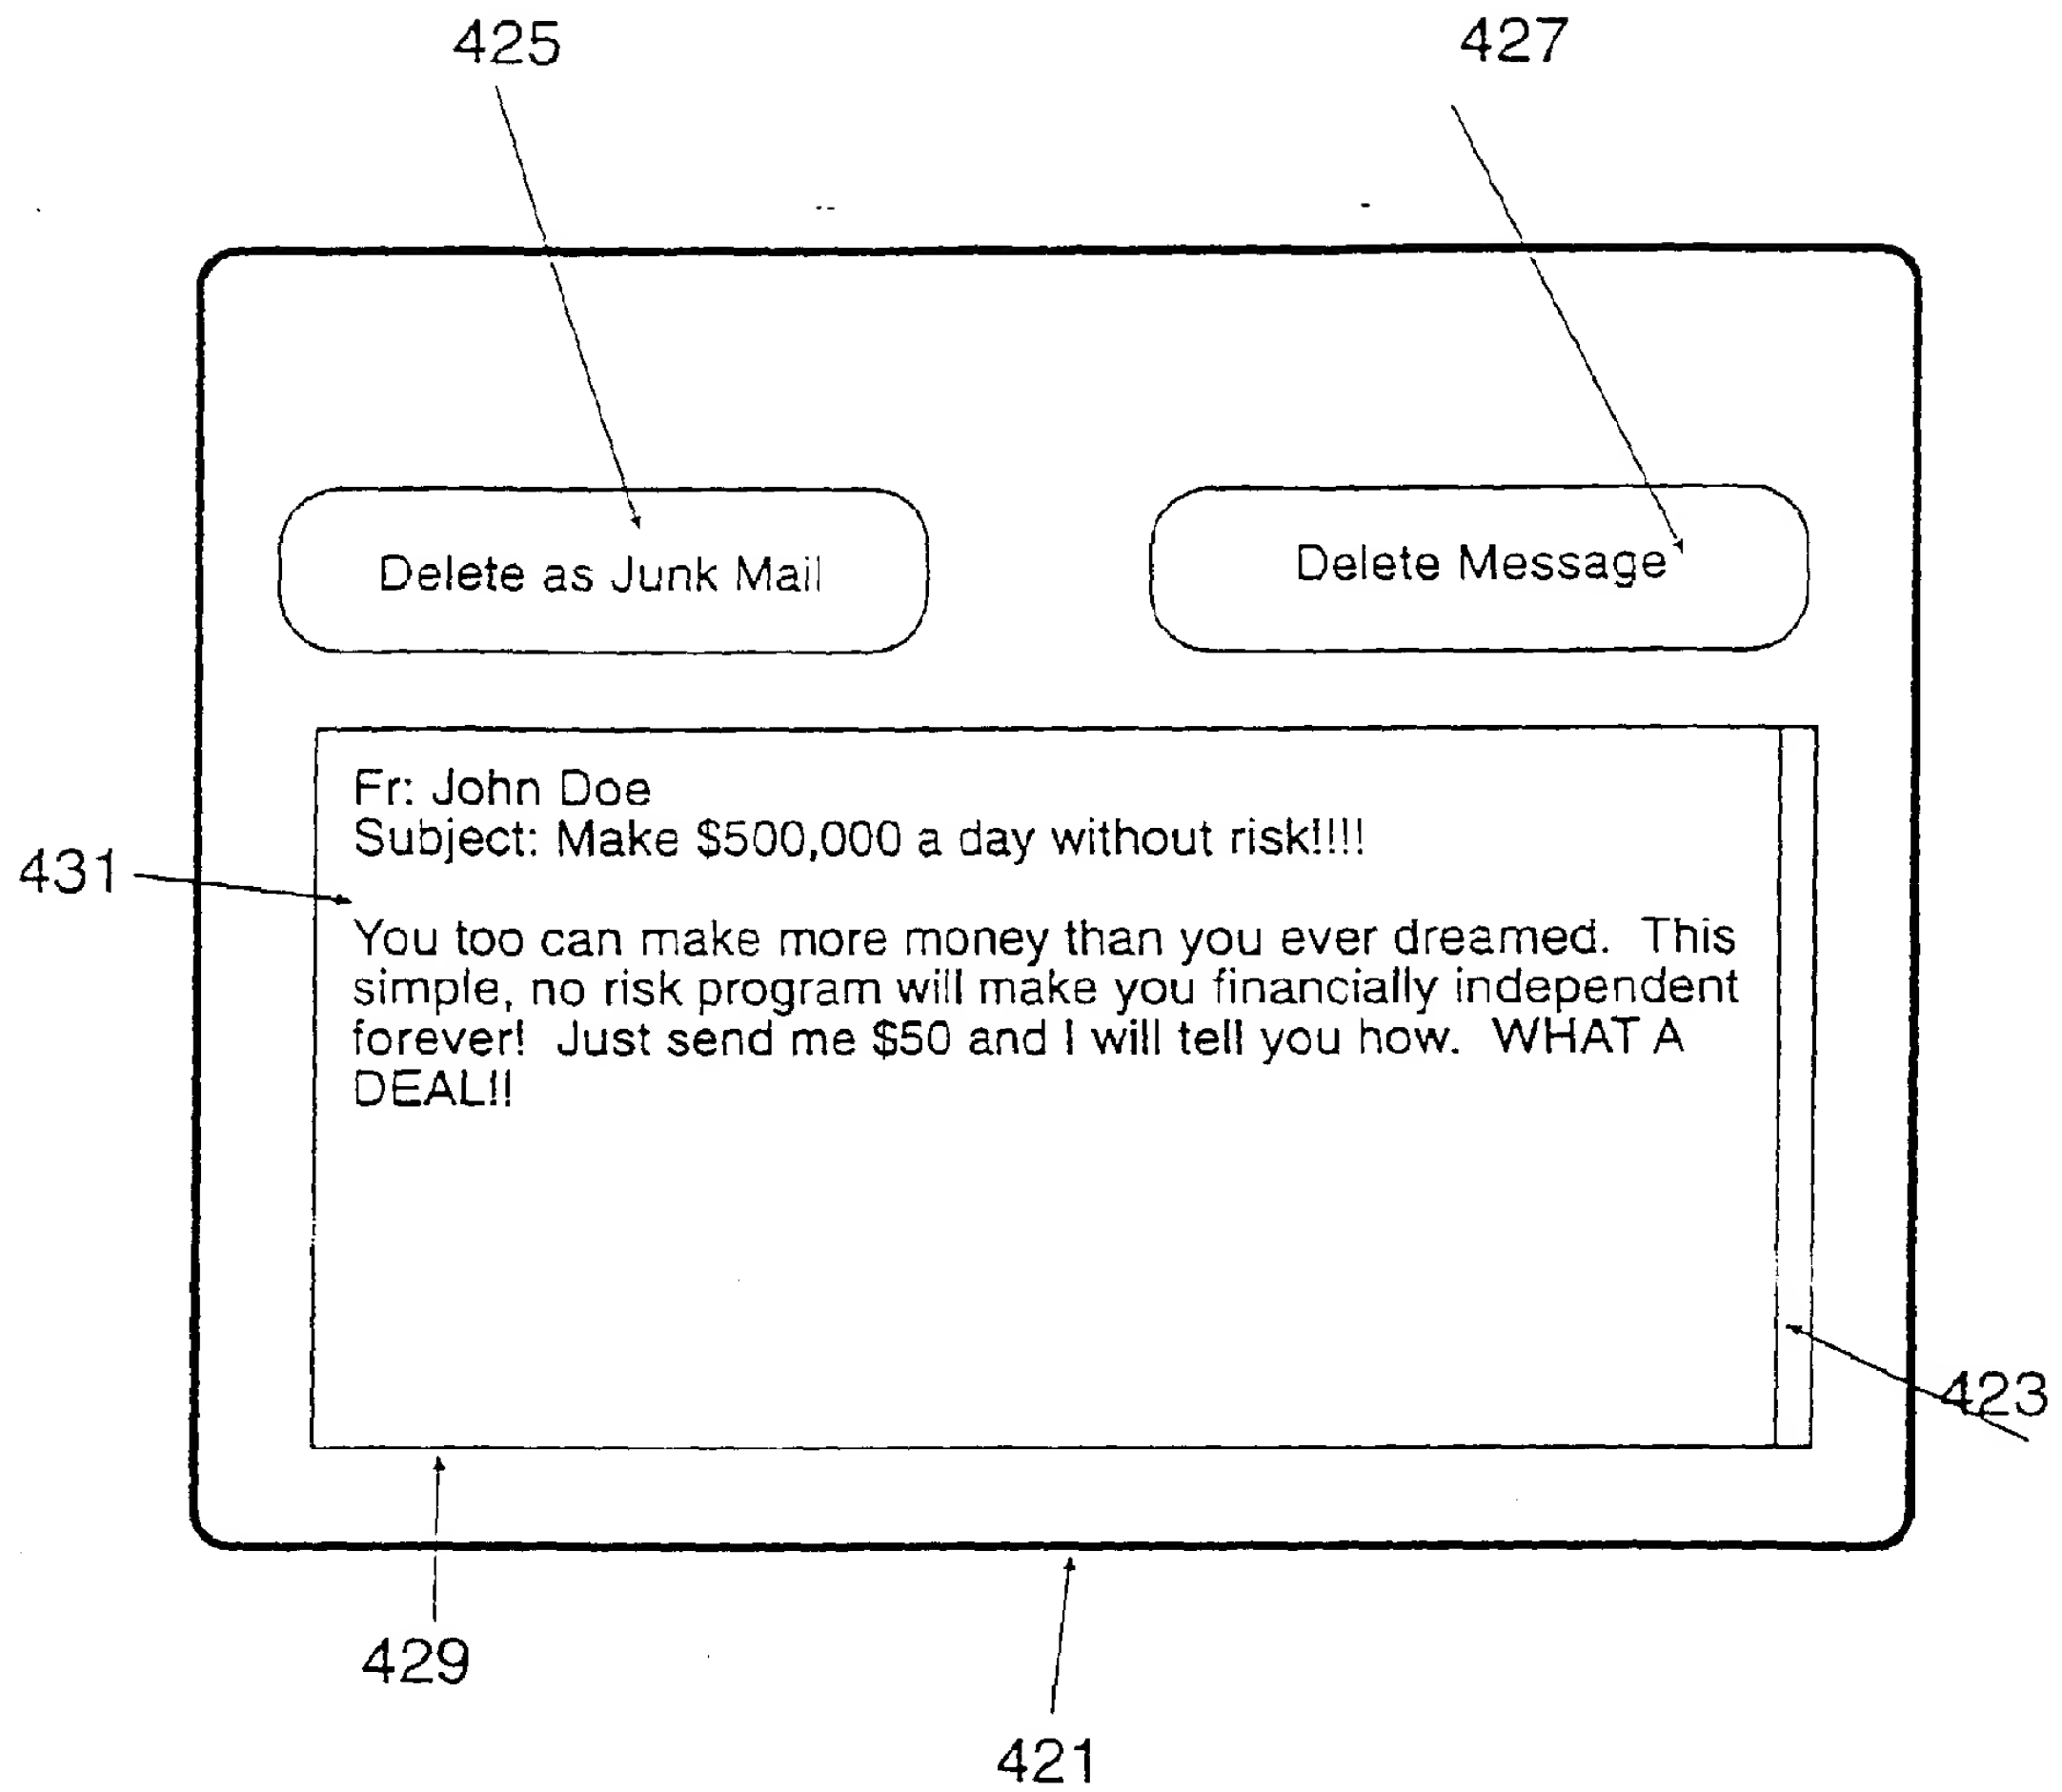 425
427
Delete as Junk Mail
Delete Message
Fr: John Doe
Subject: Make $500,000 a day without risk!!!!
431
You too can make more money than you ever dreamed.  This
simple, no risk program will make you financially independent
forever!  Just send me $50 and I will tell you how.  WHAT A
DEAL!!
423
429
421